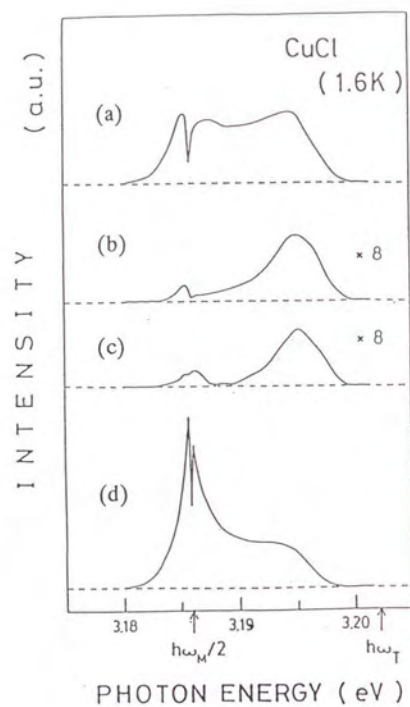 CuCl
(1.6K)
(a)
(b)
× 8
(c)
× 8
(d)
INTENSITY (a.u.)
3.18 3.19 3.20
ħω_M/2 ħω_T
PHOTON ENERGY (eV)